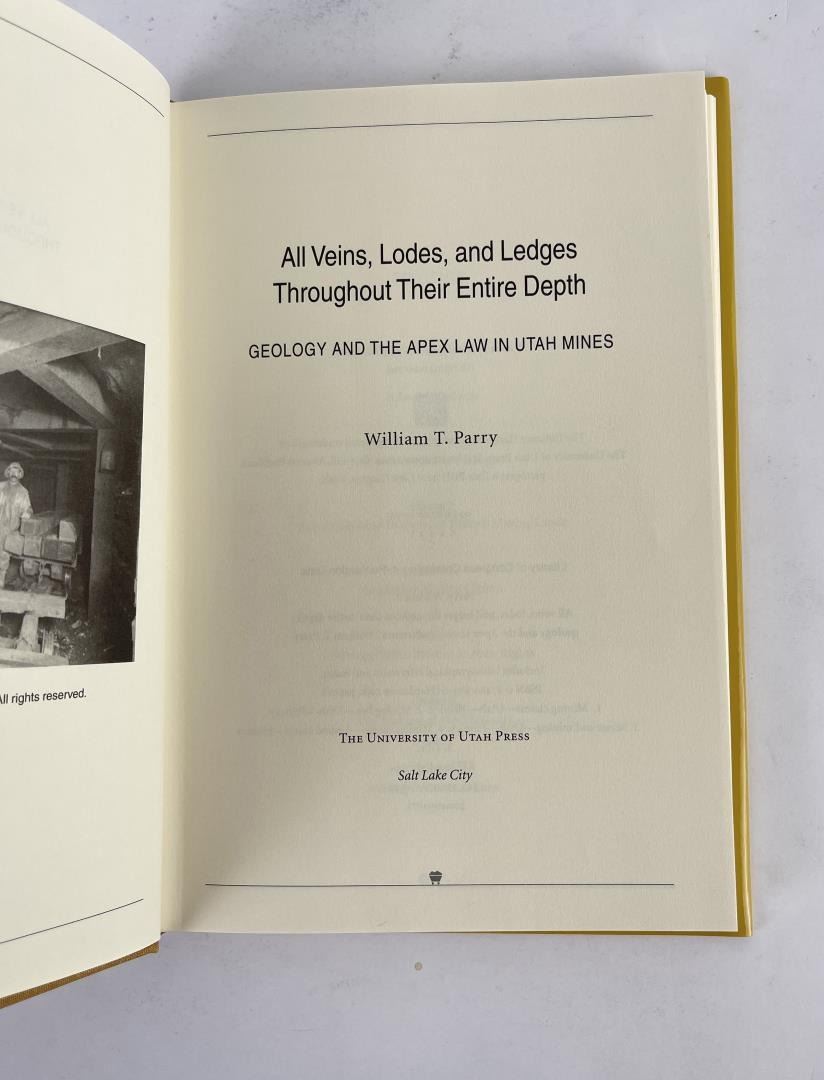 All rights reserved.
All Veins, Lodes, and Ledges
Throughout Their Entire Depth
GEOLOGY AND THE APEX LAW IN UTAH MINES
William T. Parry
THE UNIVERSITY OF UTAH PRESS
Salt Lake City